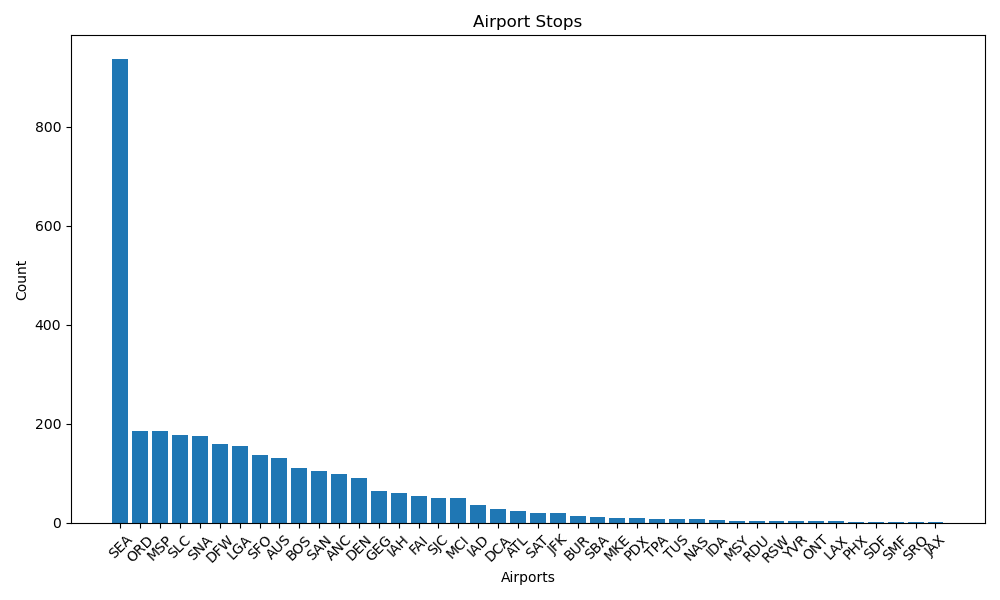 Airport Stops
800
600
400
200
0
Count
SEA
ORD
MSP
SLC
SNA
DFW
LGA
SFO
AUS
BOS
SAN
ANC
DEN
GEG
IAH
FAI
SJC
MCI
IAD
DCA
ATL
SAT
JFK
BUR
SBA
MKE
PDX
TPA
TUS
NAS
IDA
MSY
RDU
RSW
YVR
ONT
LAX
PHX
SDF
SMF
SRQ
JAX
Airports